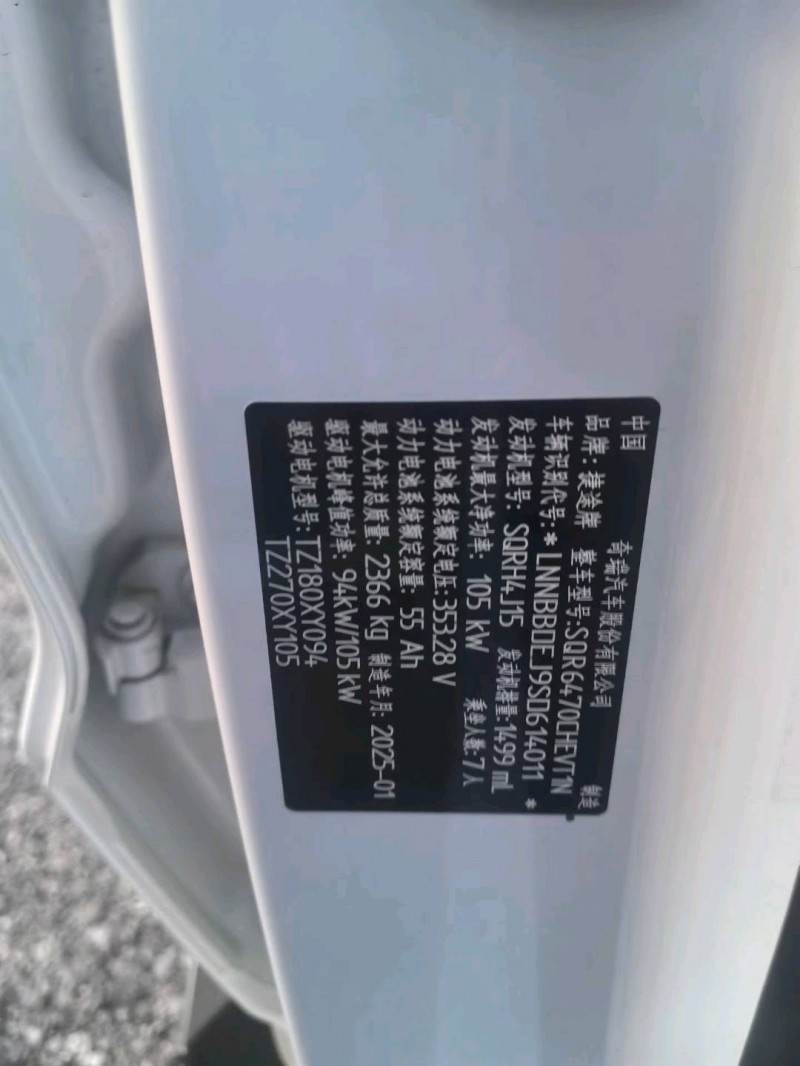 中国 奇瑞汽车股份有限公司 制造
品牌:捷途牌 整车型号:SQR6470CHEVT1N
车辆识别代号:*LNNBBDEJ9SD614011*
发动机型号: SQRH4J15 发动机排量:1499 mL
发动机最大净功率: 105 kW 乘坐人数:7人
动力电池系统额定电压:353.28 V
动力电池系统额定容量: 55 Ah
最大允许总质量: 2366 kg 制造年月: 2025-01
驱动电机峰值功率: 94kW/105kW
驱动电机型号:TZ180XY094
TZ270XY105